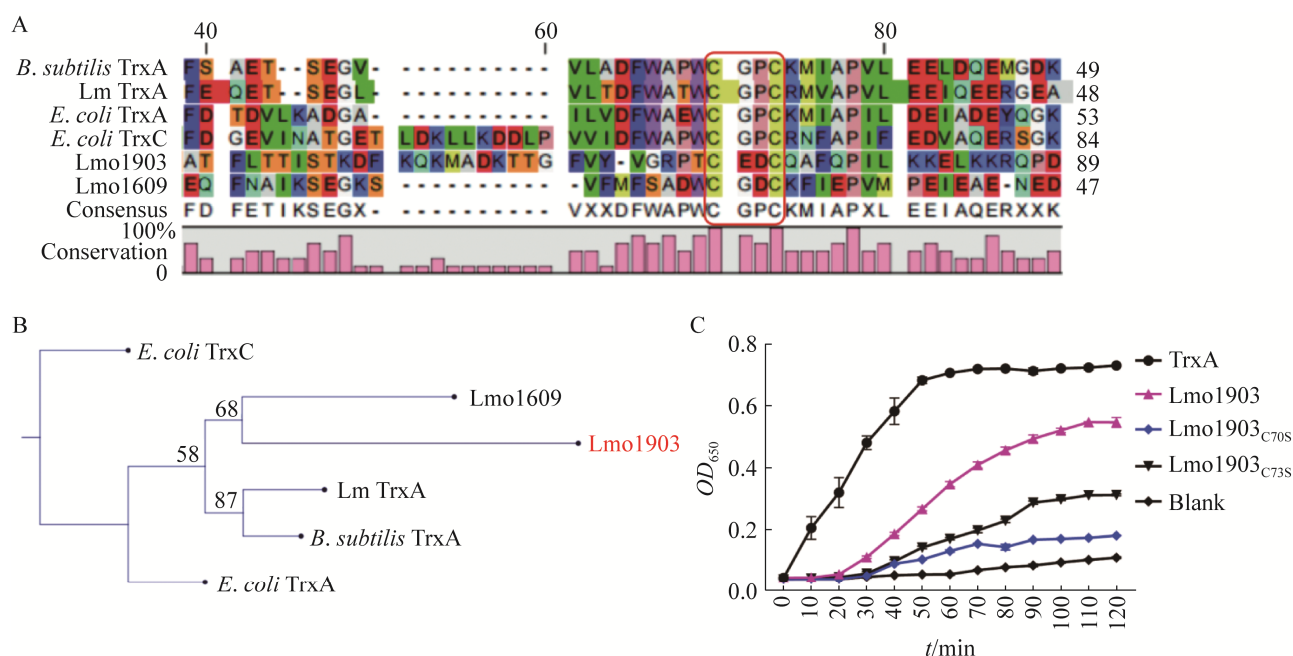 A
40 60 80
B. subtilis TrxA FS AET--SEGV- ---------- VLADFWAPWC GPCKMIAPVL EELDQEMGDK 49
Lm TrxA FE QET--SEGL- ---------- VLTDFWATWC GPCRMVAPVL EEIQEERGEA 48
E. coli TrxA FD TDVLKADGA- ---------- ILVDFWAEWC GPCKMIAPIL DEIADEYQGK 53
E. coli TrxC FD GEVINATGET LDKLLKDDLP VVIDFWAPWC GPCRNFAPIF EDVAQERSGK 84
Lmo1903 AT FLTTISTKDF KQKMADKTTG FVY-VGRPTC EDCQAFQPIL KKELKKRQPD 89
Lmo1609 EQ FNAIKSEGKS ---------- -VFMFSADWC GDCKFIEPVM PEIEAE-NED 47
Consensus FD FETIKSEGX- ---------- VXXDFWAPWC GPCKMIAPXL EEIAQERXXK
100%
Conservation
0
B
E. coli TrxC
68
Lmo1609
Lmo1903
58
87
Lm TrxA
B. subtilis TrxA
E. coli TrxA
C
0.8
0.6
0.4
0.2
0.0
OD650
0 10 20 30 40 50 60 70 80 90 100 110 120
t/min
TrxA
Lmo1903
Lmo1903C70S
Lmo1903C73S
Blank